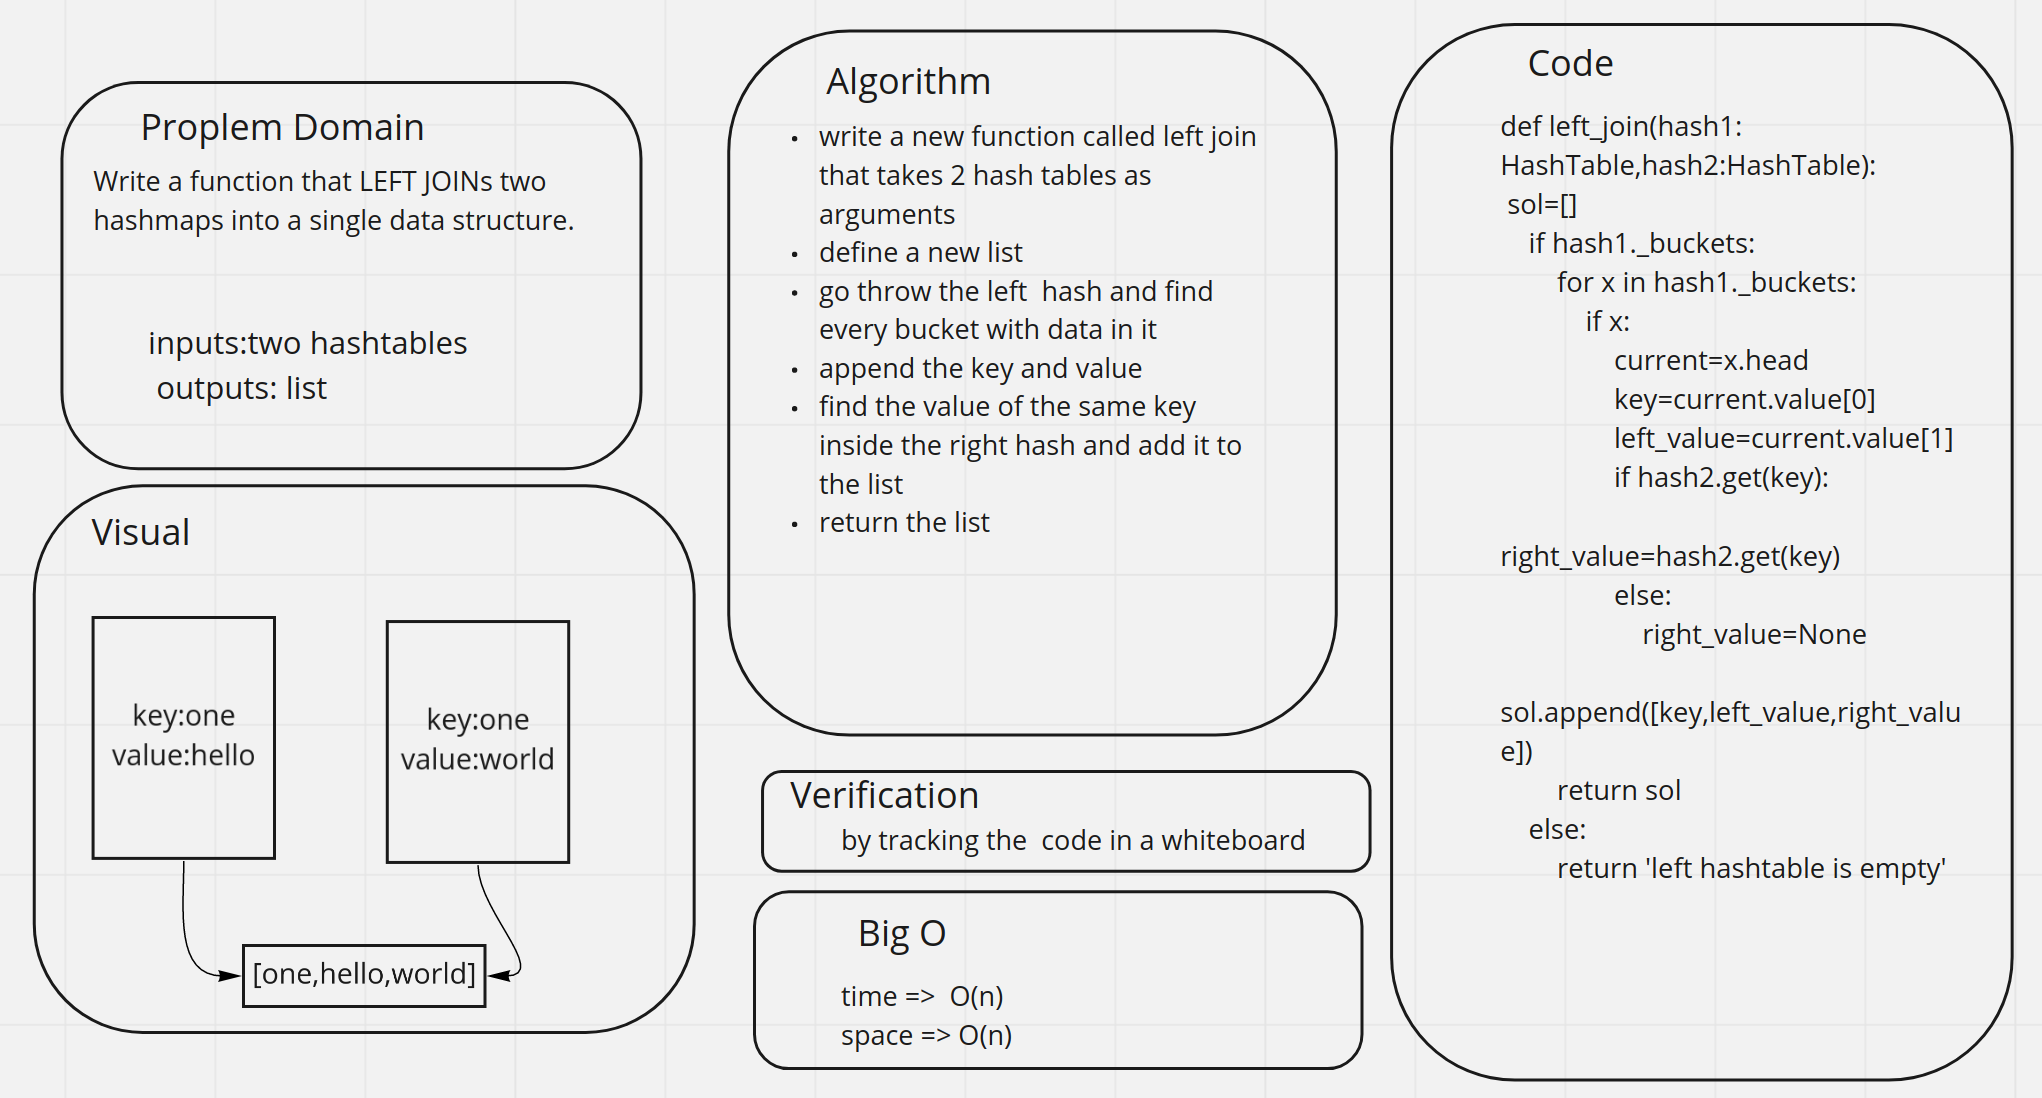 Proplem Domain
Write a function that LEFT JOINs two
hashmaps into a single data structure.
inputs:two hashtables
outputs: list
Visual
key:one
value:hello
key:one
value:world
[one,hello,world]
Algorithm
• write a new function called left join
that takes 2 hash tables as
arguments
• define a new list
• go throw the left  hash and find
every bucket with data in it
• append the key and value
• find the value of the same key
inside the right hash and add it to
the list
• return the list
Verification
by tracking the  code in a whiteboard
Big O
time =>  O(n)
space => O(n)
Code
def left_join(hash1:
HashTable,hash2:HashTable):
 sol=[]
    if hash1._buckets:
        for x in hash1._buckets:
            if x:
                current=x.head
                key=current.value[0]
                left_value=current.value[1]
                if hash2.get(key):
right_value=hash2.get(key)
                else:
                    right_value=None
sol.append([key,left_value,right_valu
e])
        return sol
    else:
        return 'left hashtable is empty'